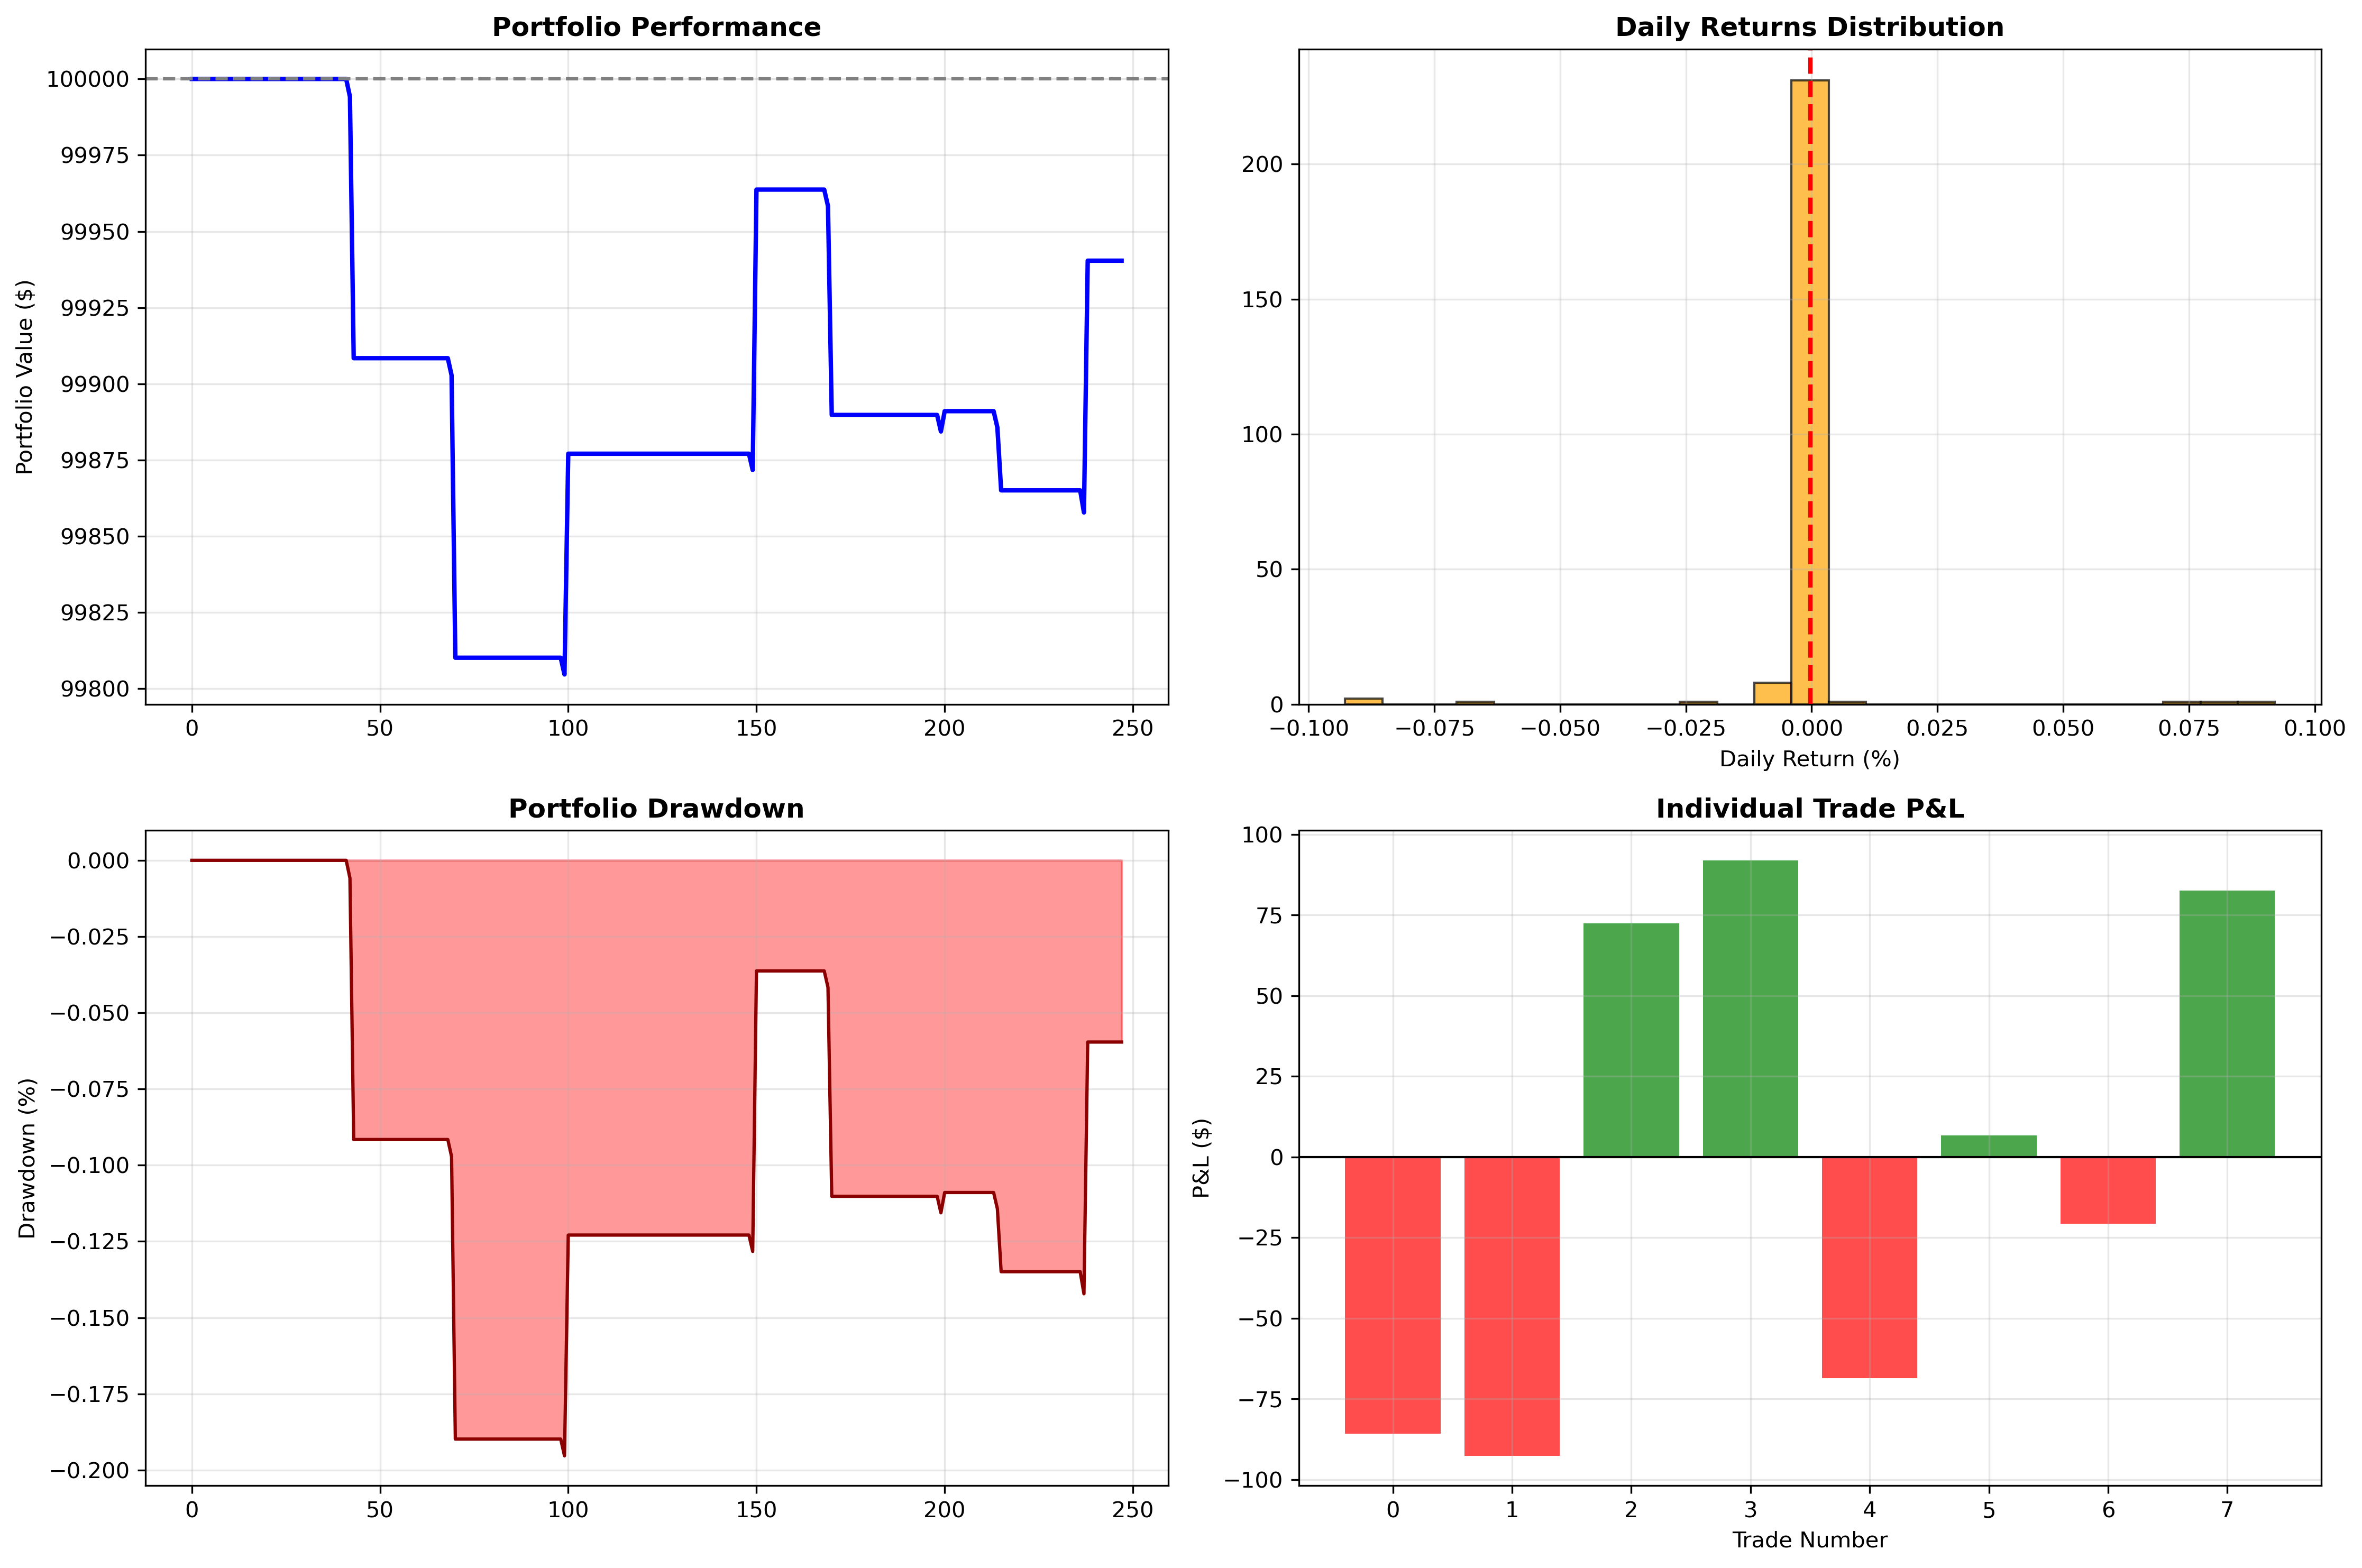 Portfolio Performance
Portfolio Value ($)
100000
99975
99950
99925
99900
99875
99850
99825
99800
0 50 100 150 200 250
Daily Returns Distribution
200
150
100
50
0
−0.100 −0.075 −0.050 −0.025 0.000 0.025 0.050 0.075 0.100
Daily Return (%)
Portfolio Drawdown
Drawdown (%)
0.000
−0.025
−0.050
−0.075
−0.100
−0.125
−0.150
−0.175
−0.200
0 50 100 150 200 250
Individual Trade P&L
P&L ($)
100
75
50
25
0
−25
−50
−75
−100
0 1 2 3 4 5 6 7
Trade Number